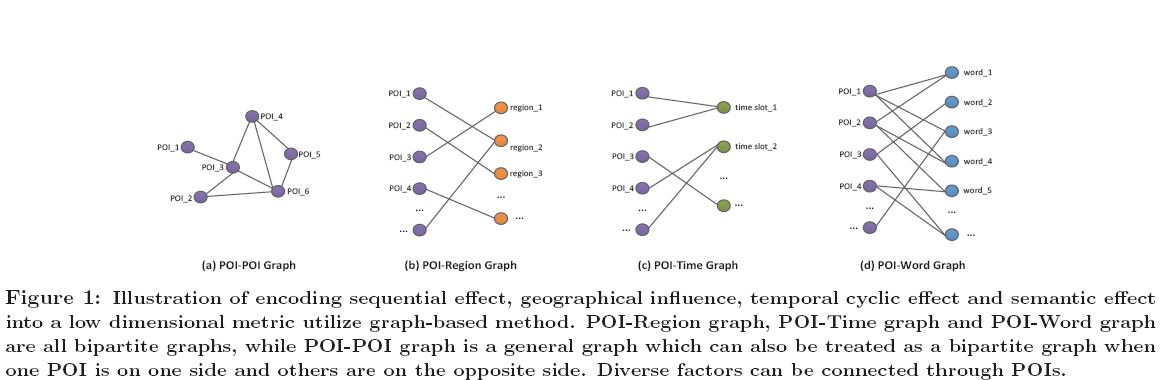 POI_1
POI_2
POI_3
POI_4
POI_5
POI_6
(a) POI-POI Graph
POI_1
POI_2
POI_3
POI_4
...
...
region_1
region_2
region_3
...
...
(b) POI-Region Graph
POI_1
POI_2
POI_3
POI_4
...
...
time slot_1
time slot_2
...
...
(c) POI-Time Graph
POI_1
POI_2
POI_3
POI_4
...
...
word_1
word_2
word_3
word_4
word_5
...
...
(d) POI-Word Graph
Figure 1: Illustration of encoding sequential effect, geographical influence, temporal cyclic effect and semantic effect
into a low dimensional metric utilize graph-based method. POI-Region graph, POI-Time graph and POI-Word graph
are all bipartite graphs, while POI-POI graph is a general graph which can also be treated as a bipartite graph when
one POI is on one side and others are on the opposite side. Diverse factors can be connected through POIs.